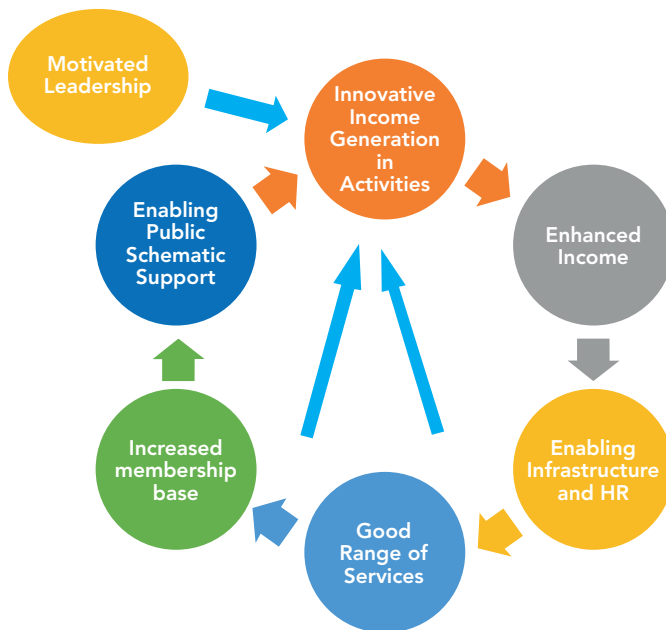 Motivated
Leadership
Innovative
Income
Generation
in
Activities
Enhanced
Income
Enabling
Infrastructure
and HR
Good
Range of
Services
Increased
membership
base
Enabling
Public
Schematic
Support